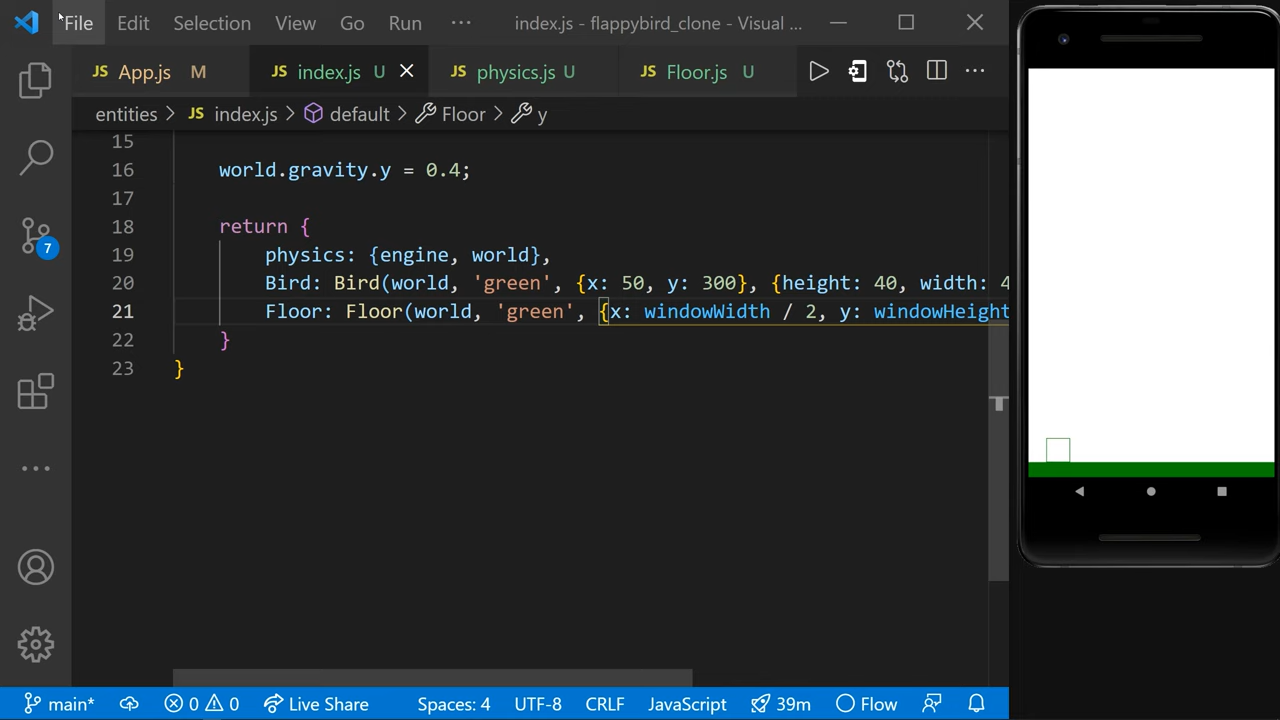 File Edit Selection View Go Run ··· index.js - flappybird_clone - Visual ...
JS App.js M JS index.js U JS physics.js U JS Floor.js U ···
entities > JS index.js > default > Floor > y
15
16 world.gravity.y = 0.4;
17
18 return {
19 physics: {engine, world},
20 Bird: Bird(world, 'green', {x: 50, y: 300}, {height: 40, width: 4
21 Floor: Floor(world, 'green', {x: windowWidth / 2, y: windowHeight
22 }
23 }
7
main* 0 0 Live Share Spaces: 4 UTF-8 CRLF JavaScript 39m Flow